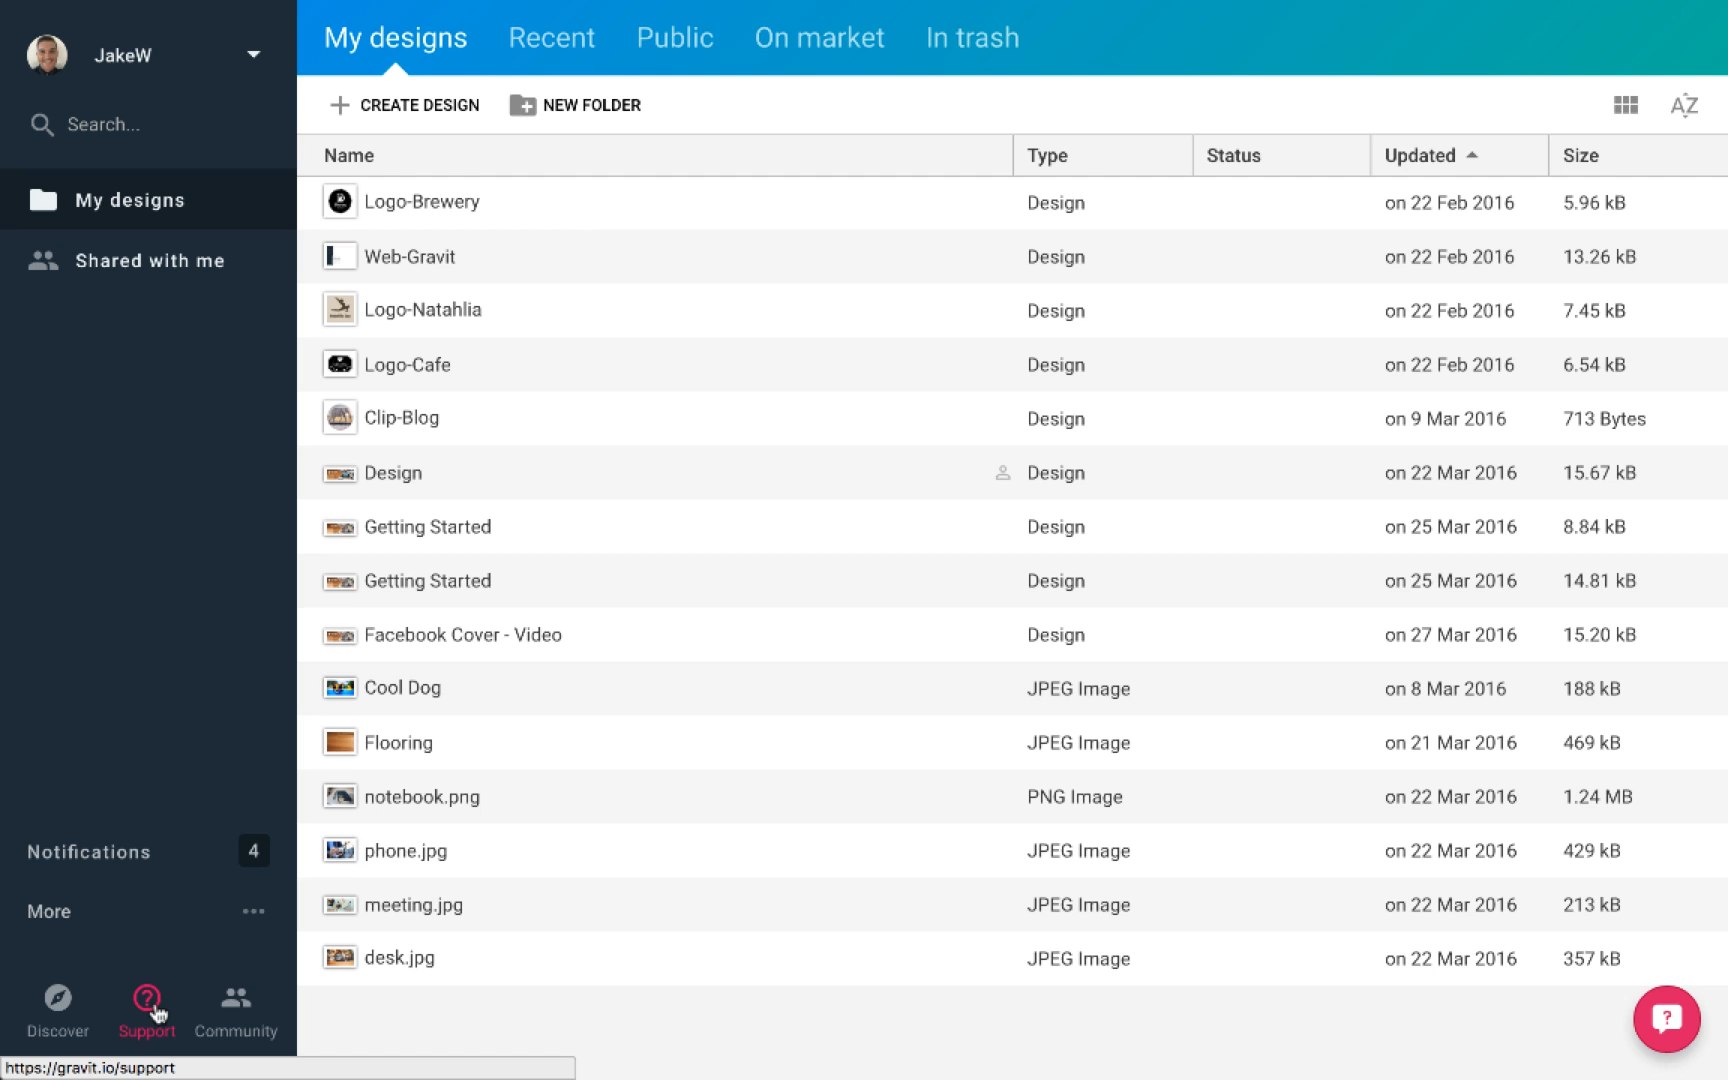 JakeW
Search...
My designs
Shared with me
Notifications 4
More
Discover Support Community
https://gravit.io/support
My designs Recent Public On market In trash
CREATE DESIGN NEW FOLDER AZ
Name Type Status Updated Size
Logo-Brewery Design on 22 Feb 2016 5.96 kB
Web-Gravit Design on 22 Feb 2016 13.26 kB
Logo-Natahlia Design on 22 Feb 2016 7.45 kB
Logo-Cafe Design on 22 Feb 2016 6.54 kB
Clip-Blog Design on 9 Mar 2016 713 Bytes
Design Design on 22 Mar 2016 15.67 kB
Getting Started Design on 25 Mar 2016 8.84 kB
Getting Started Design on 25 Mar 2016 14.81 kB
Facebook Cover - Video Design on 27 Mar 2016 15.20 kB
Cool Dog JPEG Image on 8 Mar 2016 188 kB
Flooring JPEG Image on 21 Mar 2016 469 kB
notebook.png PNG Image on 22 Mar 2016 1.24 MB
phone.jpg JPEG Image on 22 Mar 2016 429 kB
meeting.jpg JPEG Image on 22 Mar 2016 213 kB
desk.jpg JPEG Image on 22 Mar 2016 357 kB